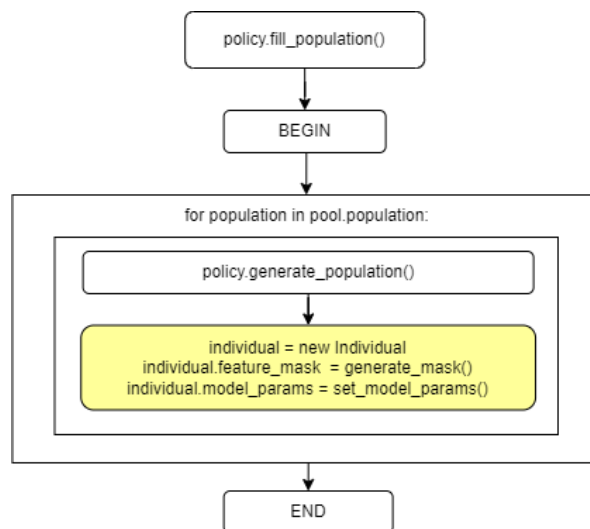 policy.fill_population()
BEGIN
for population in pool.population:
policy.generate_population()
individual = new Individual
individual.feature_mask = generate_mask()
individual.model_params = set_model_params()
END